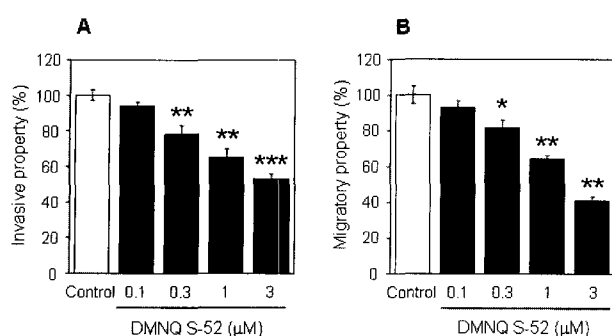 A
Invasive property (%)
120
100
80
60
40
20
0
**
**
***
Control 0.1 0.3 1 3
DMNQ S-52 (μM)
B
Migratory property (%)
120
100
80
60
40
20
0
*
**
**
Control 0.1 0.3 1 3
DMNQ S-52 (μM)